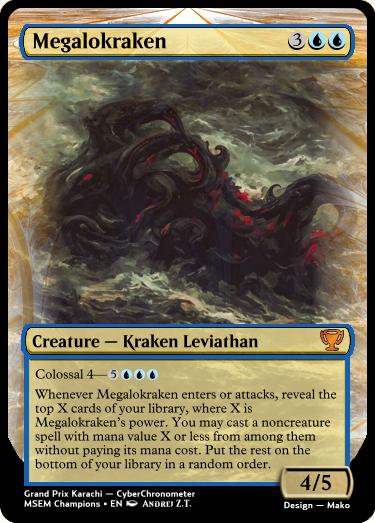 Megalokraken 3
Creature — Kraken Leviathan
Colossal 4—5
Whenever Megalokraken enters or attacks, reveal the
top X cards of your library, where X is
Megalokraken's power. You may cast a noncreature
spell with mana value X or less from among them
without paying its mana cost. Put the rest on the
bottom of your library in a random order.
4/5
Grand Prix Karachi — CyberChronometer
MSEM Champions • EN Andrei Z.T.
Design — Mako